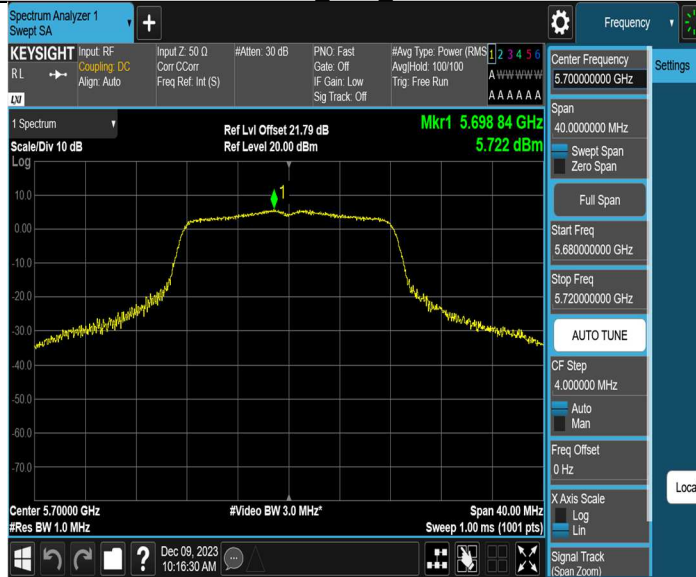 Spectrum Analyzer 1
Swept SA
+
Frequency
KEYSIGHT
RL
LXI
Input: RF
Coupling: DC
Align: Auto
Input Z: 50 Ω
Corr CCorr
Freq Ref: Int (S)
#Atten: 30 dB
PNO: Fast
Gate: Off
IF Gain: Low
Sig Track: Off
#Avg Type: Power (RMS
Avg|Hold: 100/100
Trig: Free Run
1 2 3 4 5 6
A W W W W W
A A A A A A
1 Spectrum
Scale/Div 10 dB
Log
Ref Lvl Offset 21.79 dB
Ref Level 20.00 dBm
Mkr1 5.698 84 GHz
5.722 dBm
1
10.0
0.00
-10.0
-20.0
-30.0
-40.0
-50.0
-60.0
-70.0
Center 5.70000 GHz
#Res BW 1.0 MHz
#Video BW 3.0 MHz*
Span 40.00 MHz
Sweep 1.00 ms (1001 pts)
?
Dec 09, 2023
10:16:30 AM
Center Frequency
5.700000000 GHz
Span
40.0000000 MHz
Swept Span
Zero Span
Full Span
Start Freq
5.680000000 GHz
Stop Freq
5.720000000 GHz
AUTO TUNE
CF Step
4.000000 MHz
Auto
Man
Freq Offset
0 Hz
X Axis Scale
Log
Lin
Signal Track
(Span Zoom)
Settings
Loca